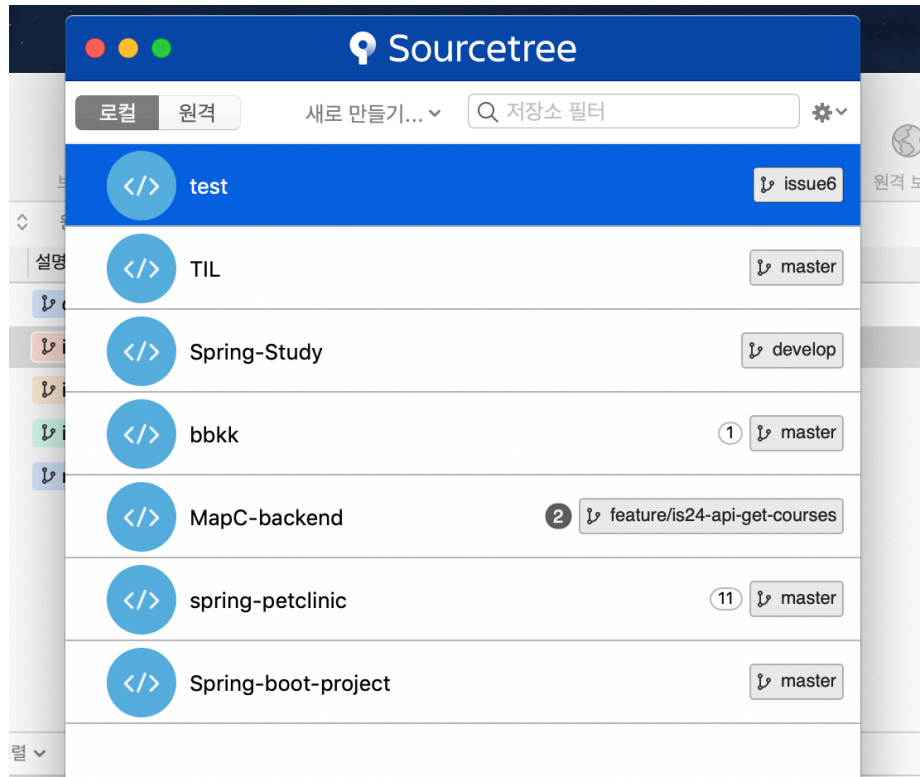 Sourcetree
로컬 원격 새로 만들기... 저장소 필터
</> test issue6
</> TIL master
</> Spring-Study develop
</> bbkk 1 master
</> MapC-backend 2 feature/is24-api-get-courses
</> spring-petclinic 11 master
</> Spring-boot-project master
원격
설명
렬